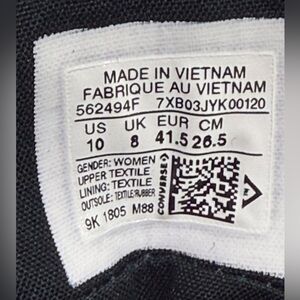 MADE IN VIETNAM
FABRIQUE AU VIETNAM
562494F 7XB03JYK00120
US UK EUR CM
10 8 41.5 26.5
GENDER: WOMEN
UPPER: TEXTILE
LINING: TEXTILE
OUTSOLE: TEXTILE/RUBBER
9K 1805 M88
CONVERSE